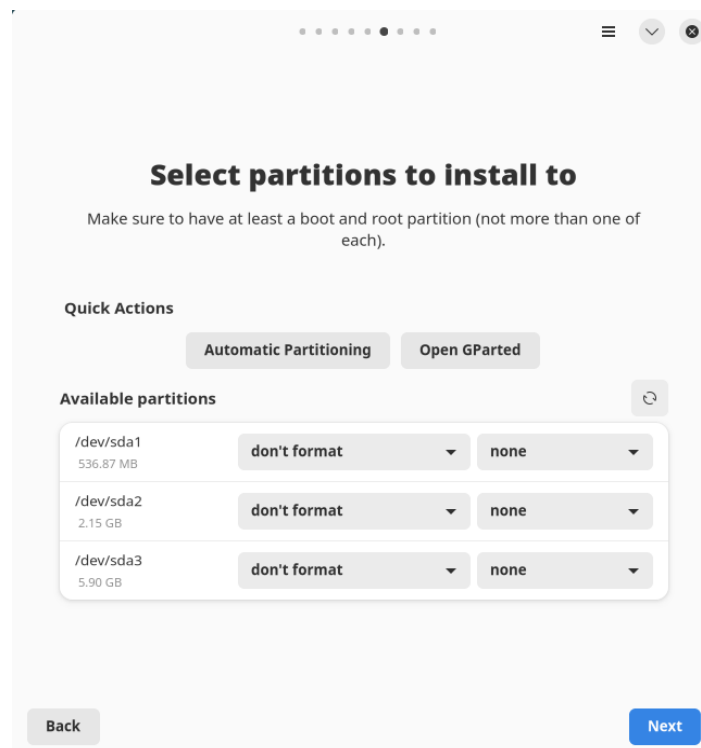 Select partitions to install to
Make sure to have at least a boot and root partition (not more than one of
each).
Quick Actions
Automatic Partitioning
Open GParted
Available partitions
/dev/sda1
536.87 MB
don't format
none
/dev/sda2
2.15 GB
don't format
none
/dev/sda3
5.90 GB
don't format
none
Back
Next